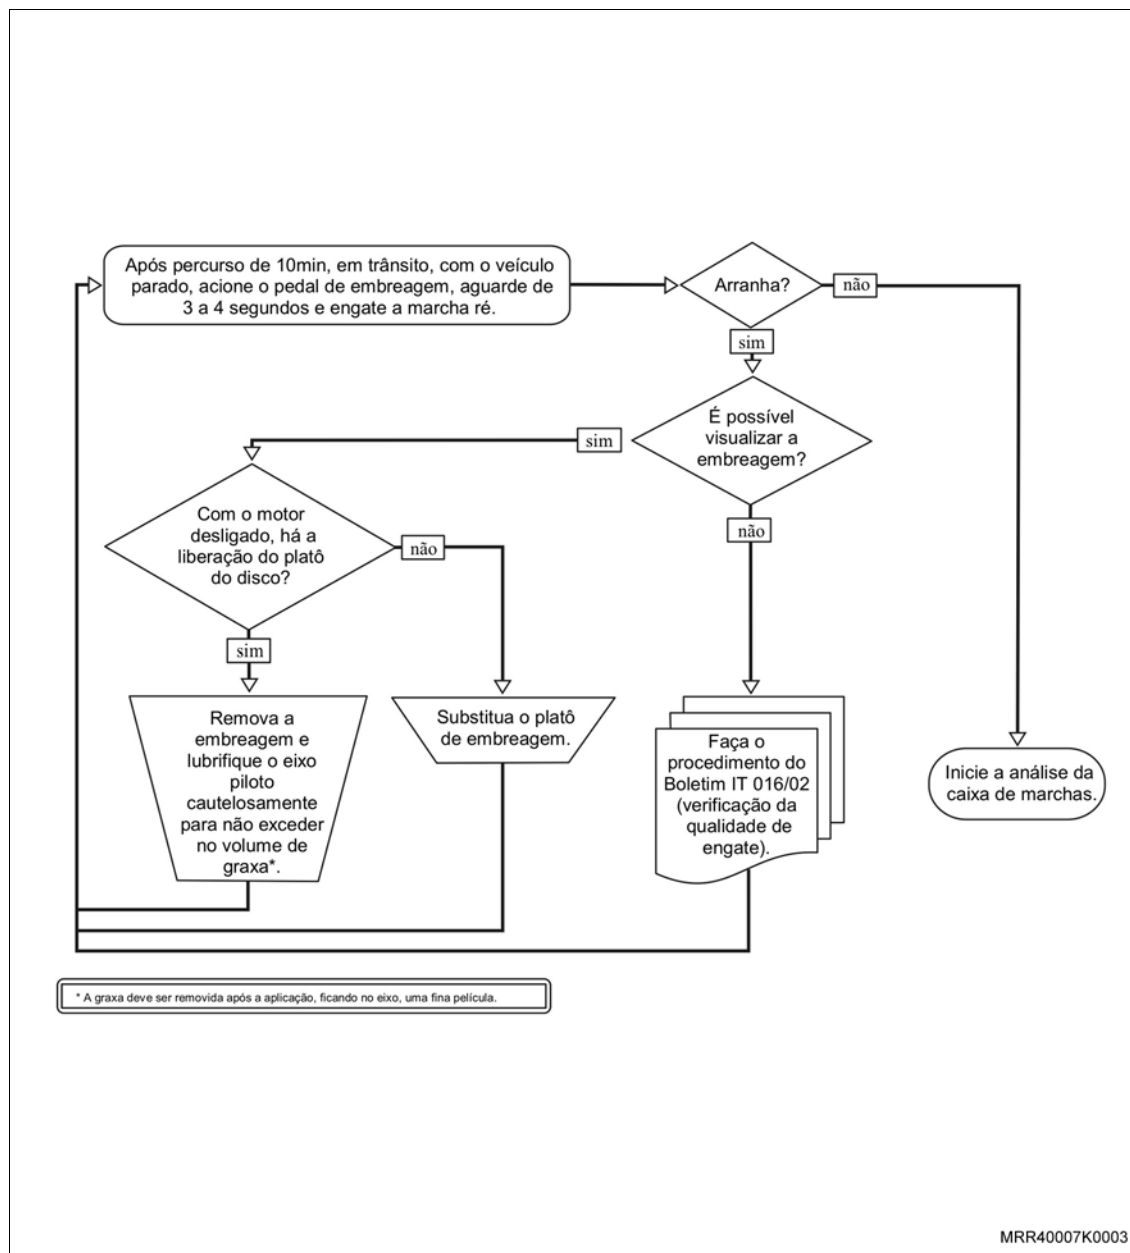 Após percurso de 10min, em trânsito, com o veículo
parado, acione o pedal de embreagem, aguarde de
3 a 4 segundos e engate a marcha ré.
Arranha?
não
sim
É possível
visualizar a
embreagem?
sim
não
Com o motor
desligado, há a
liberação do platô
do disco?
não
sim
Remova a
embreagem e
lubrifique o eixo
piloto
cautelosamente
para não exceder
no volume de
graxa*.
Substitua o platô
de embreagem.
Faça o
procedimento do
Boletim IT 016/02
(verificação da
qualidade de
engate).
Inicie a análise da
caixa de marchas.
* A graxa deve ser removida após a aplicação, ficando no eixo, uma fina película.
MRR40007K0003